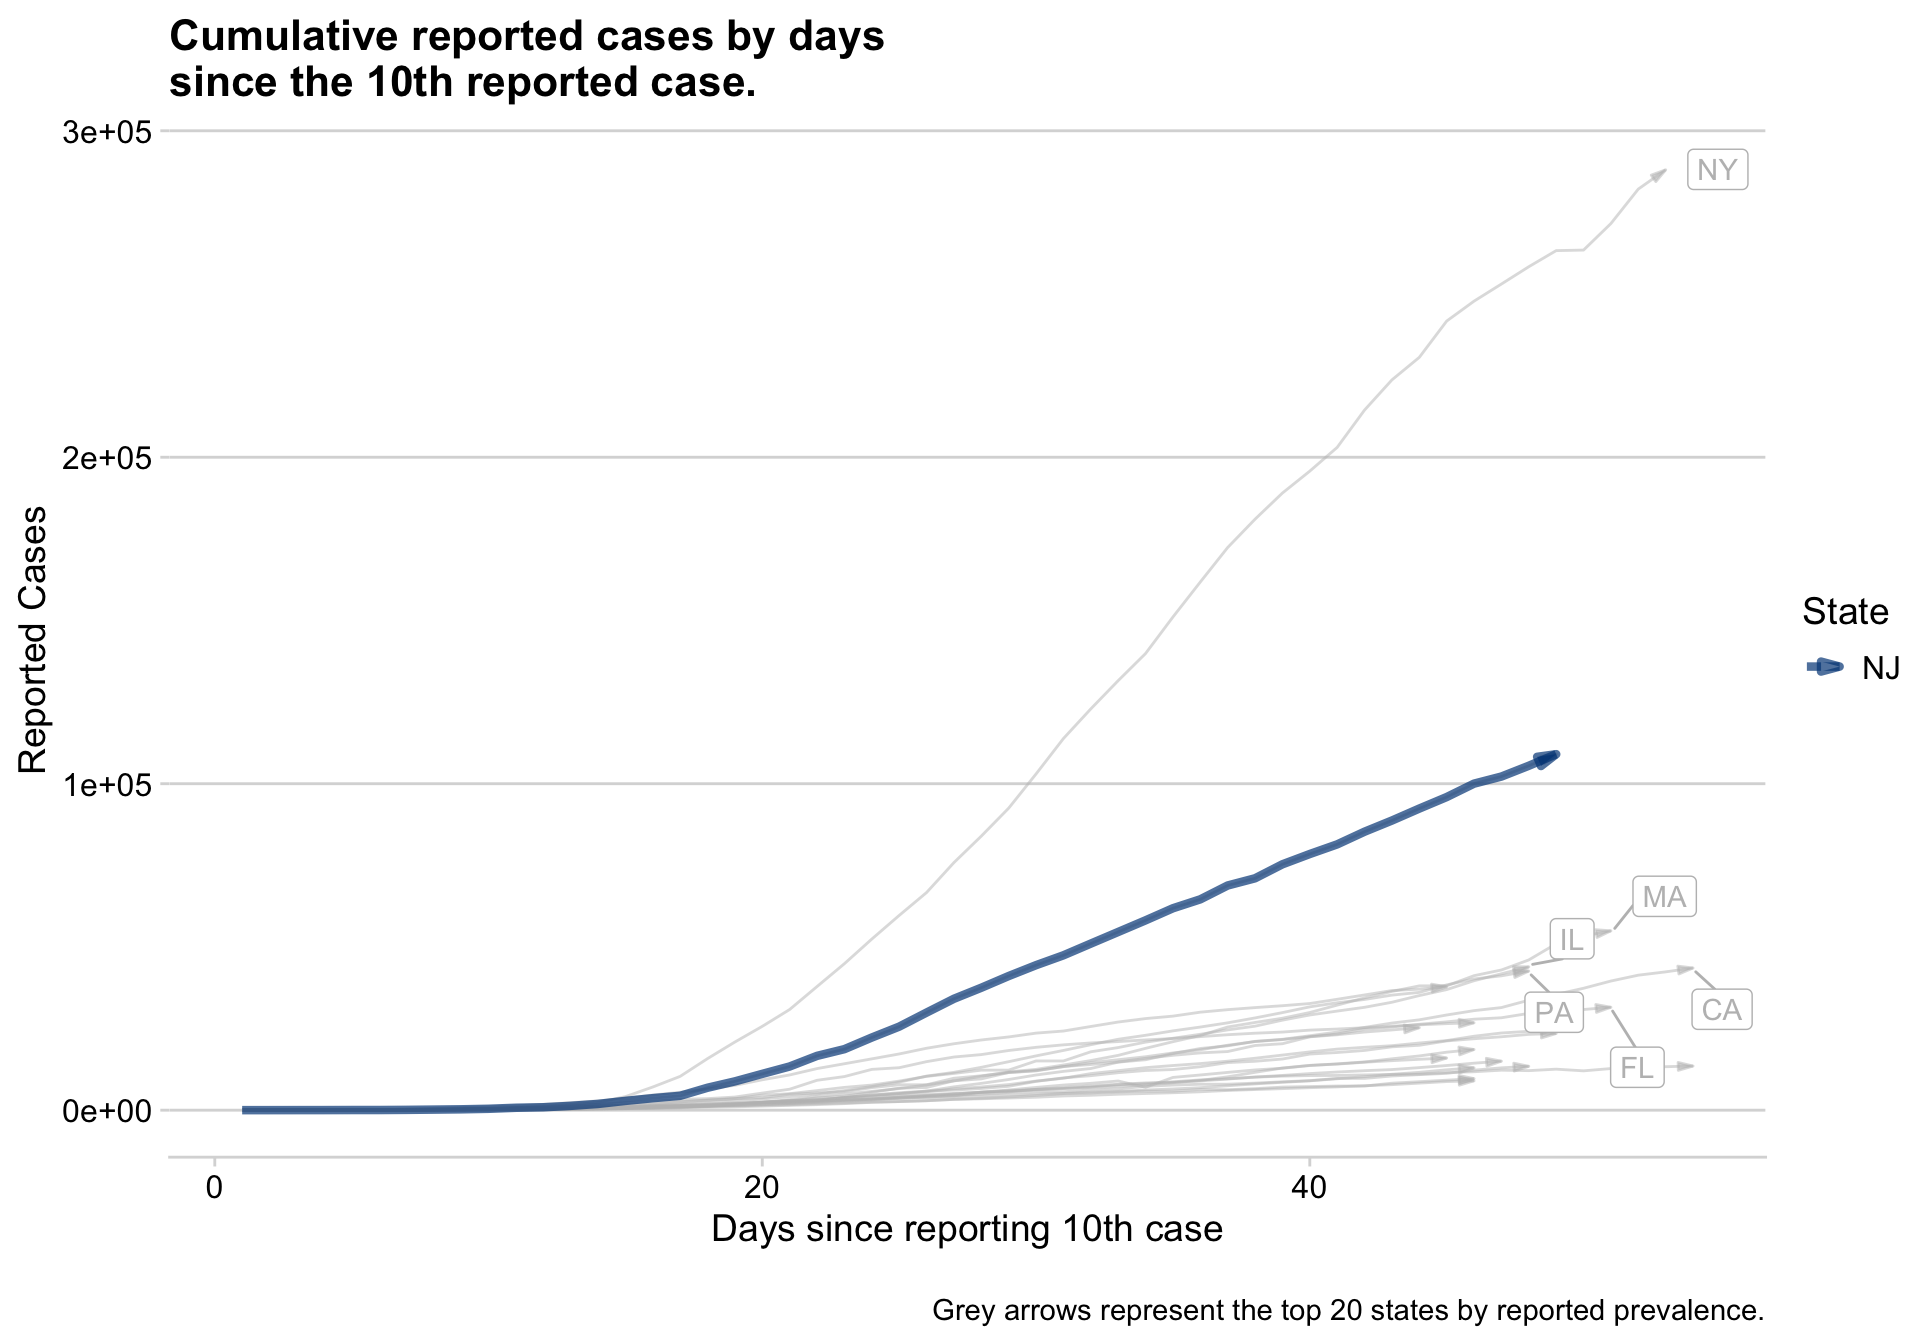 Cumulative reported cases by days
since the 10th reported case.
3e+05
NY
2e+05
Reported Cases
State
NJ
1e+05
MA
IL
PA
CA
FL
0e+00
0
20
40
Days since reporting 10th case
Grey arrows represent the top 20 states by reported prevalence.